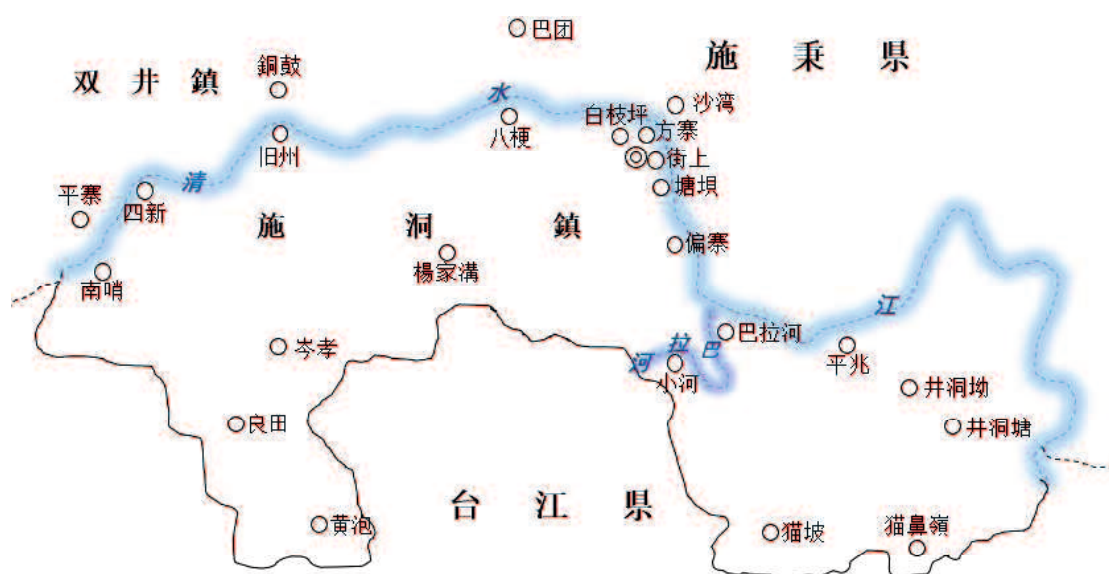 巴团
施秉県
双井鎮
銅鼓
水
沙湾
白枝坪
方寨
八梗
旧州
街上
清
塘坝
平寨
四新
施洞鎮
偏寨
楊家溝
南哨
江
巴拉河
岑孝
河拉巴
平兆
小河
井洞坳
良田
井洞塘
台江県
黄泡
猫坡
猫鼻嶺